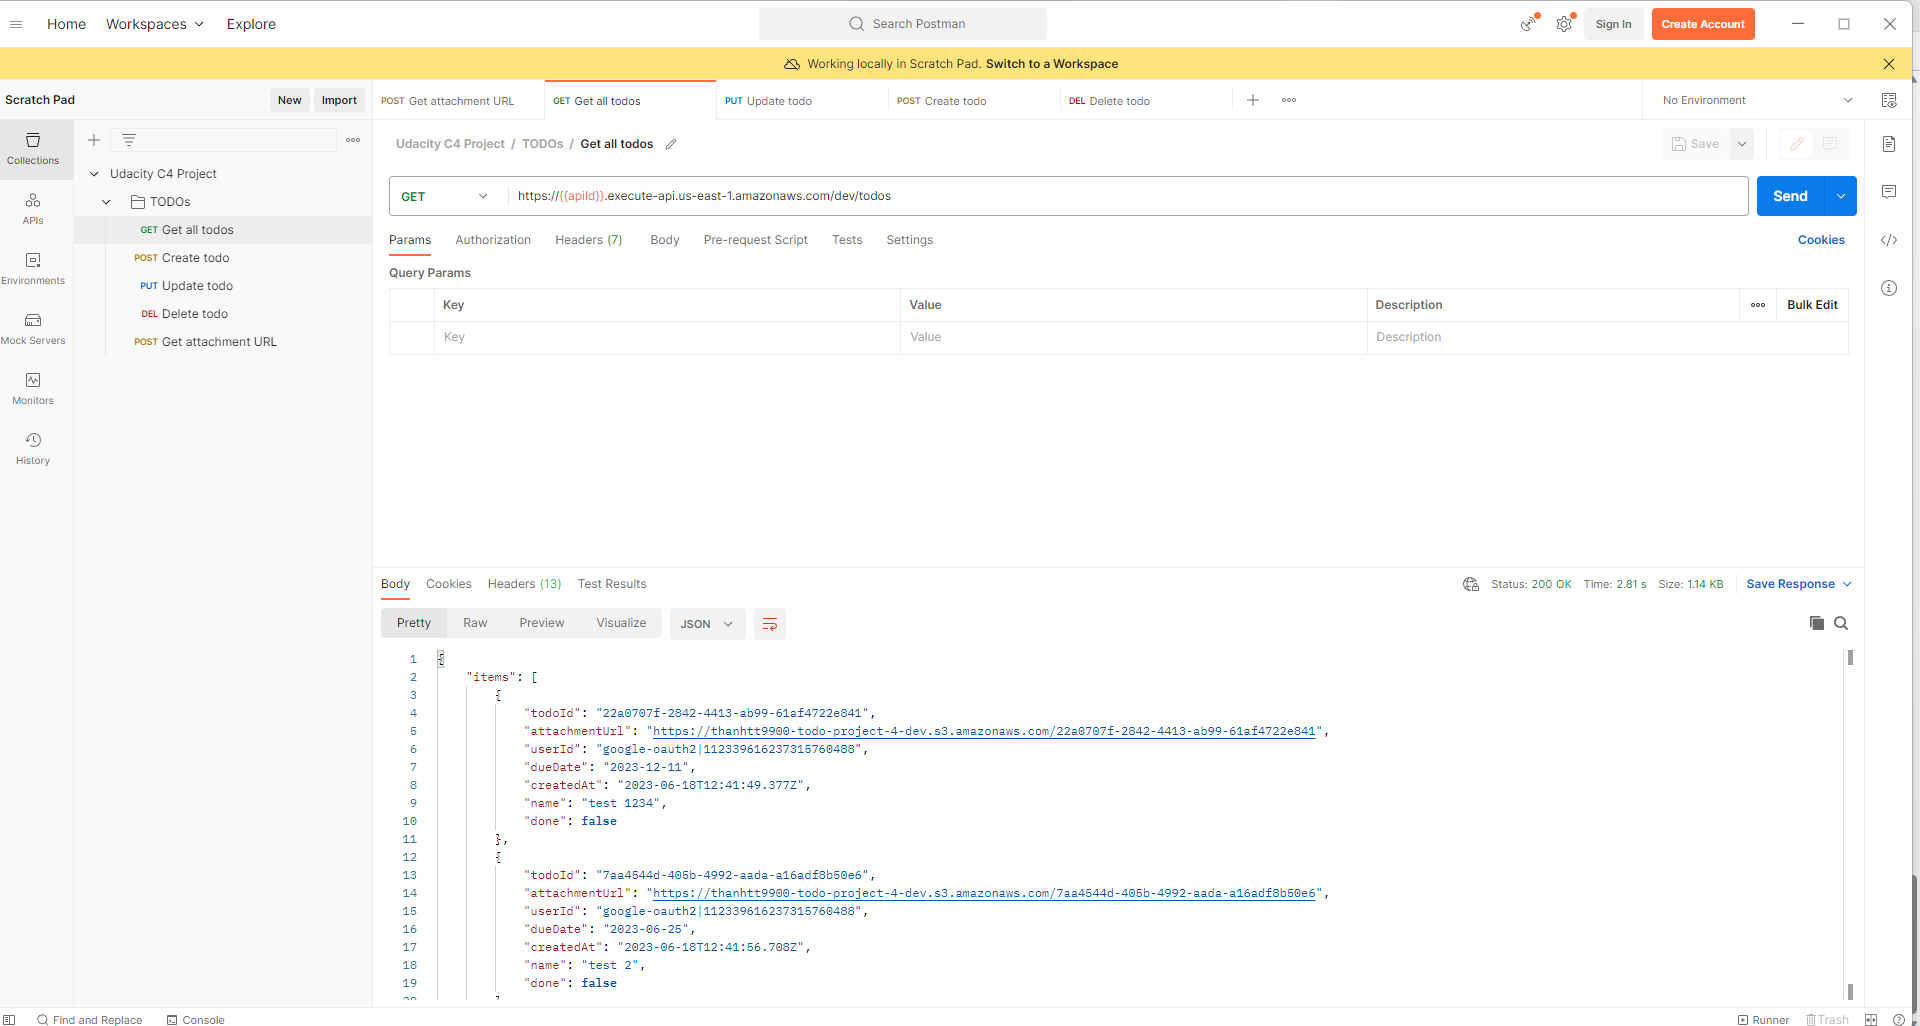 Home Workspaces Explore Search Postman Sign In Create Account
Working locally in Scratch Pad. Switch to a Workspace
Scratch Pad New Import POST Get attachment URL GET Get all todos PUT Update todo POST Create todo DEL Delete todo No Environment
Udacity C4 Project / TODOs / Get all todos Save
Collections
APIs
Environments
Mock Servers
Monitors
History
Udacity C4 Project
TODOs
GET Get all todos
POST Create todo
PUT Update todo
DEL Delete todo
POST Get attachment URL
GET https://{{apiId}}.execute-api.us-east-1.amazonaws.com/dev/todos Send
Params Authorization Headers (7) Body Pre-request Script Tests Settings Cookies
Query Params
Key Value Description Bulk Edit
Key Value Description
Body Cookies Headers (13) Test Results Status: 200 OK Time: 2.81 s Size: 1.14 KB Save Response
Pretty Raw Preview Visualize JSON
1 {
2 "items": [
3 {
4 "todoId": "22a0707f-2842-4413-ab99-61af4722e841",
5 "attachmentUrl": "https://thanhtt9900-todo-project-4-dev.s3.amazonaws.com/22a0707f-2842-4413-ab99-61af4722e841",
6 "userId": "google-oauth2|112339616237315760488",
7 "dueDate": "2023-12-11",
8 "createdAt": "2023-06-18T12:41:49.377Z",
9 "name": "test 1234",
10 "done": false
11 },
12 {
13 "todoId": "7aa4544d-405b-4992-aada-a16adf8b50e6",
14 "attachmentUrl": "https://thanhtt9900-todo-project-4-dev.s3.amazonaws.com/7aa4544d-405b-4992-aada-a16adf8b50e6",
15 "userId": "google-oauth2|112339616237315760488",
16 "dueDate": "2023-06-25",
17 "createdAt": "2023-06-18T12:41:56.708Z",
18 "name": "test 2",
19 "done": false
Find and Replace Console Runner Trash